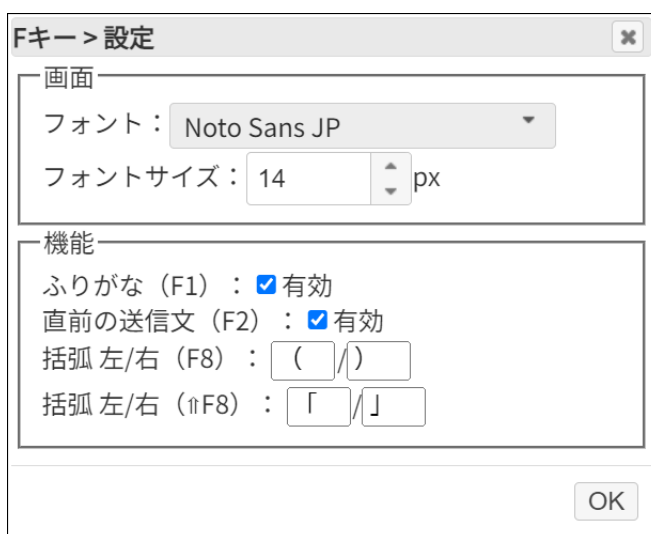 Fキー > 設定
画面
フォント： Noto Sans JP
フォントサイズ： 14 px
機能
ふりがな（F1）： 有効
直前の送信文（F2）： 有効
括弧 左/右（F8）： （ / ）
括弧 左/右（⇑F8）： 「 / 」
OK